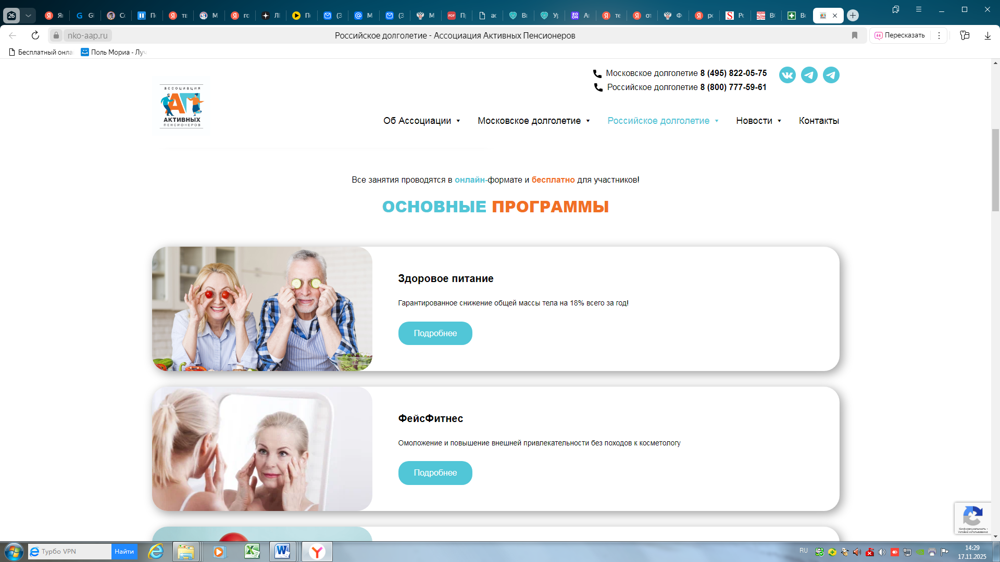 26
nko-aap.ru
Российское долголетие - Ассоциация Активных Пенсионеров
Пересказать
Бесплатный онла
Поль Мориа - Луч
Московское долголетие 8 (495) 822-05-75
Российское долголетие 8 (800) 777-59-61
ассоциация
АП
АКТИВНЫХ
ПЕНСИОНЕРОВ
Об Ассоциации
Московское долголетие
Российское долголетие
Новости
Контакты
Все занятия проводятся в онлайн-формате и бесплатно для участников!
ОСНОВНЫЕ ПРОГРАММЫ
Здоровое питание
Гарантированное снижение общей массы тела на 18% всего за год!
Подробнее
ФейсФитнес
Омоложение и повышение внешней привлекательности без походов к косметологу
Подробнее
Конфиденциальность -
Условия использования
Турбо VPN
Найти
RU
14:29
17.11.2025